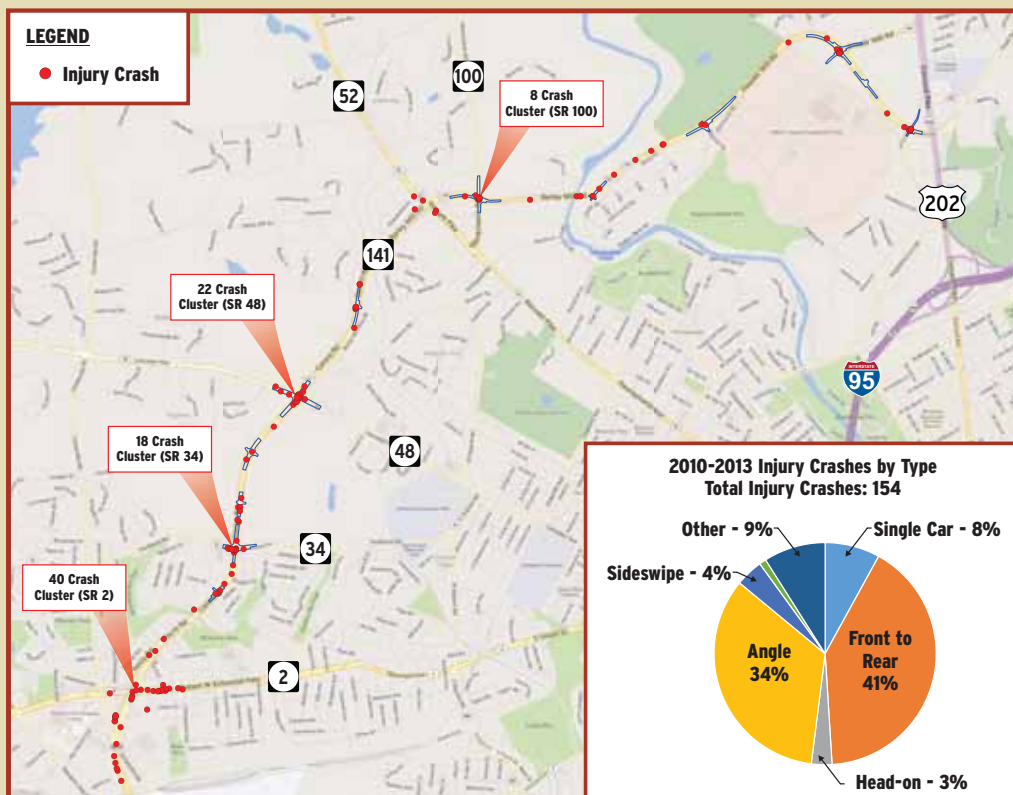 LEGEND
Injury Crash
52
100
8 Crash
Cluster (SR 100)
202
141
22 Crash
Cluster (SR 48)
INTERSTATE
95
18 Crash
Cluster (SR 34)
48
34
40 Crash
Cluster (SR 2)
2
2010-2013 Injury Crashes by Type
Total Injury Crashes: 154
Other - 9%
Single Car - 8%
Sideswipe - 4%
Angle
34%
Front to
Rear
41%
Head-on - 3%